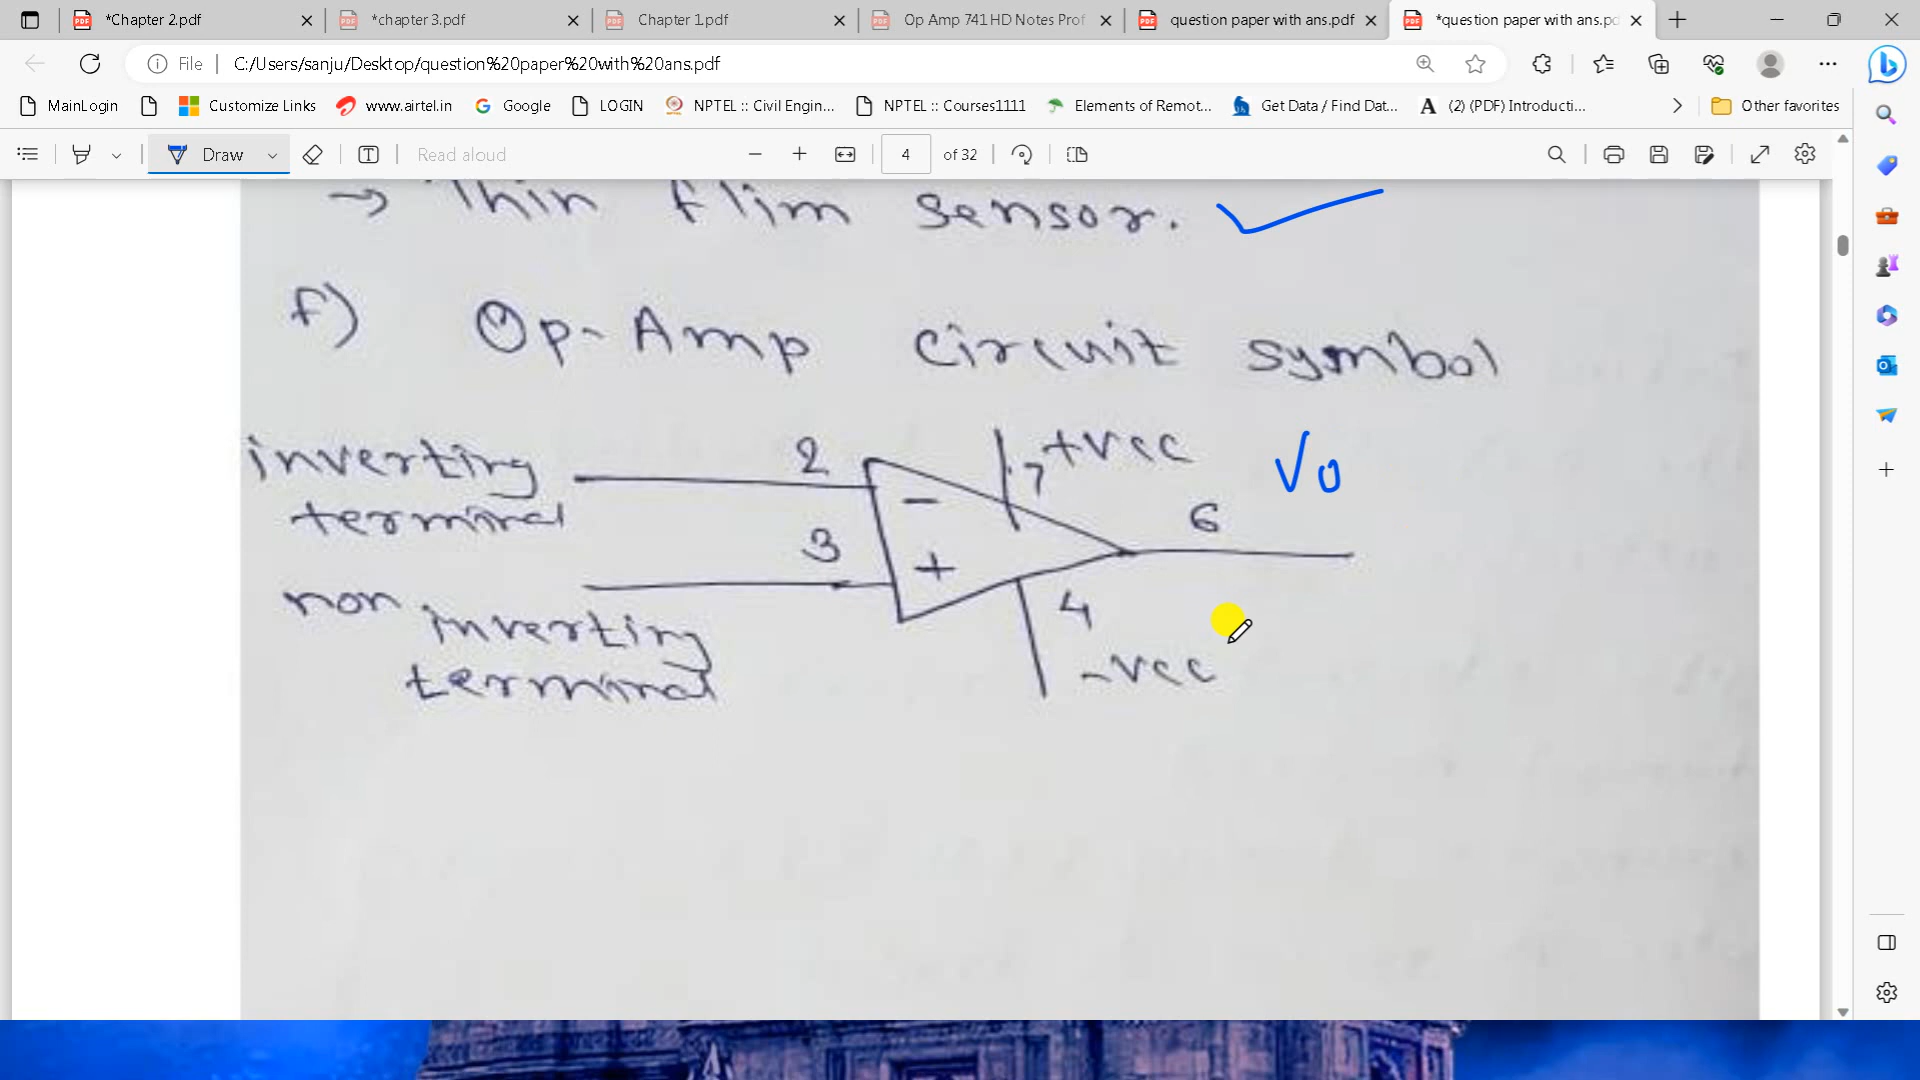 *Chapter 2.pdf
*chapter 3.pdf
Chapter 1.pdf
Op Amp 741 HD Notes Prof
question paper with ans.pdf
*question paper with ans.pd
File
C:/Users/sanju/Desktop/question%20paper%20with%20ans.pdf
MainLogin
Customize Links
www.airtel.in
Google
LOGIN
NPTEL :: Civil Engin...
NPTEL :: Courses1111
Elements of Remot...
Get Data / Find Dat...
A (2) (PDF) Introducti...
Other favorites
Draw
Read aloud
4 of 32
→ Thin flim sensor.
f) Op-Amp circuit symbol
inverting terminal
2
7 +Vcc
Vo
-
6
3
+
non inverting terminal
4
-Vcc